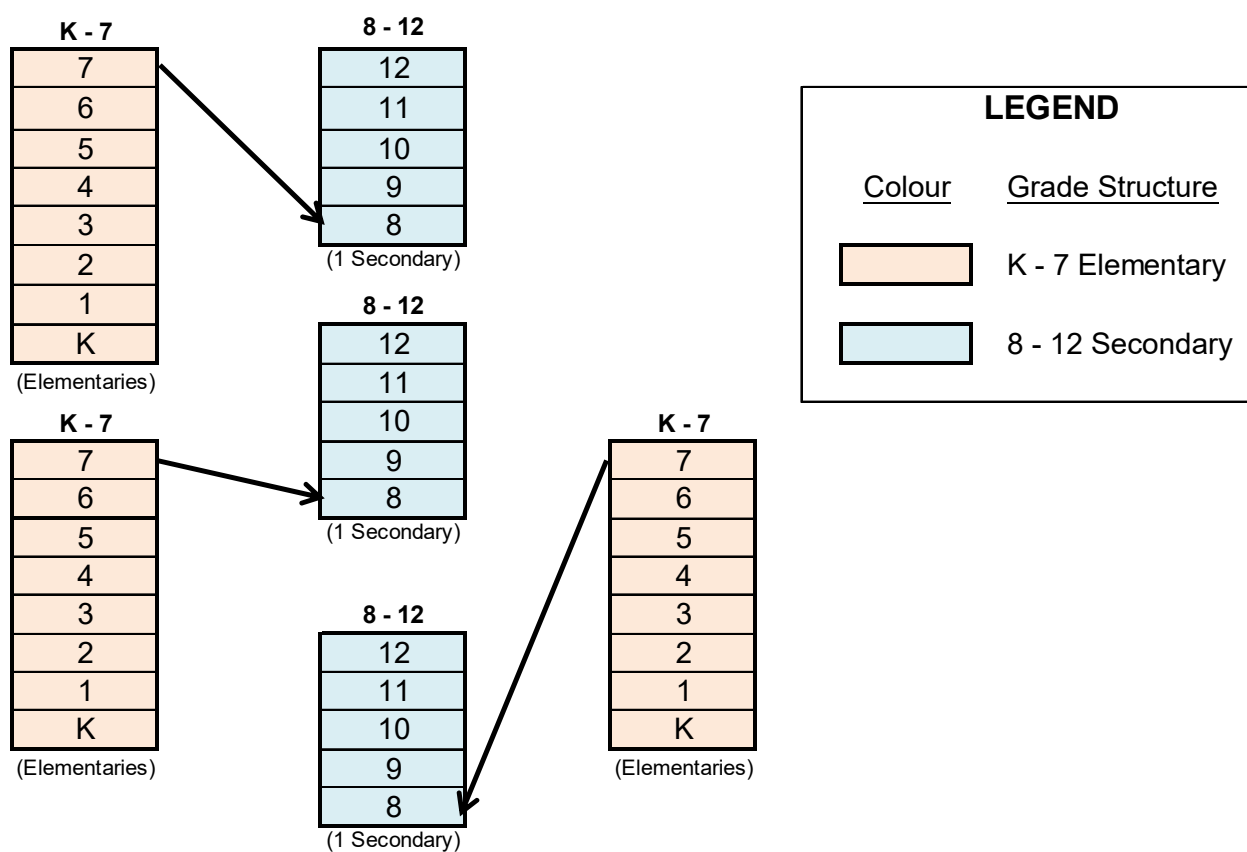 K - 7
7
6
5
4
3
2
1
K
(Elementaries)
8 - 12
12
11
10
9
8
(1 Secondary)
LEGEND
Colour Grade Structure
K - 7 Elementary
8 - 12 Secondary
8 - 12
12
11
10
9
8
(1 Secondary)
K - 7
7
6
5
4
3
2
1
K
(Elementaries)
8 - 12
12
11
10
9
8
(1 Secondary)
K - 7
7
6
5
4
3
2
1
K
(Elementaries)